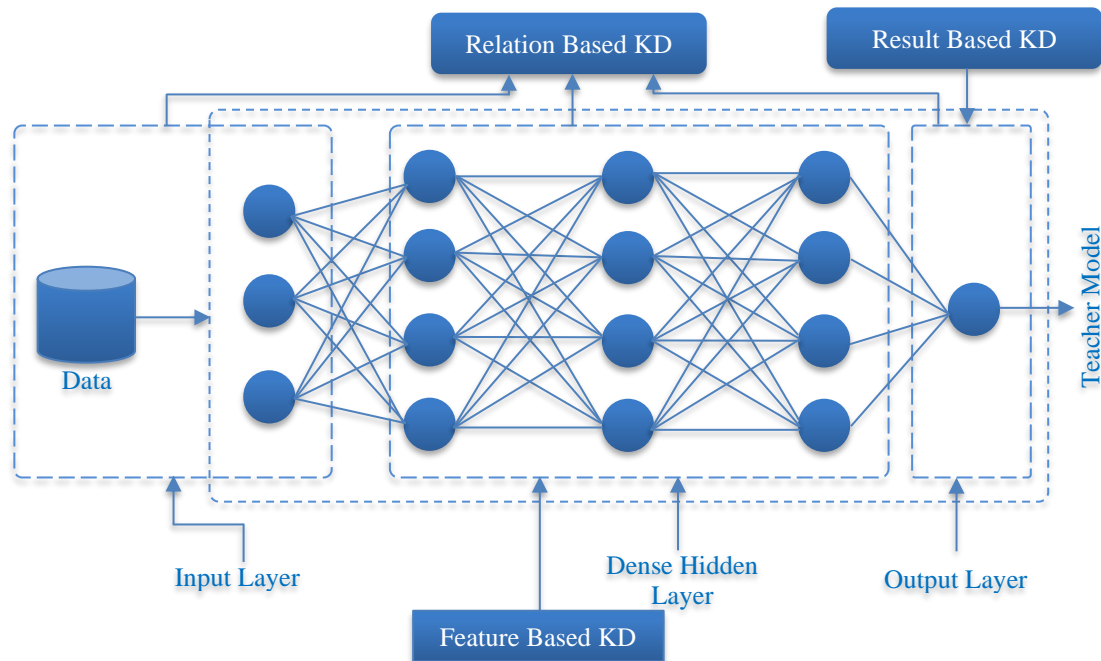 Relation Based KD
Result Based KD
Data
Teacher Model
Input Layer
Dense Hidden
Layer
Output Layer
Feature Based KD